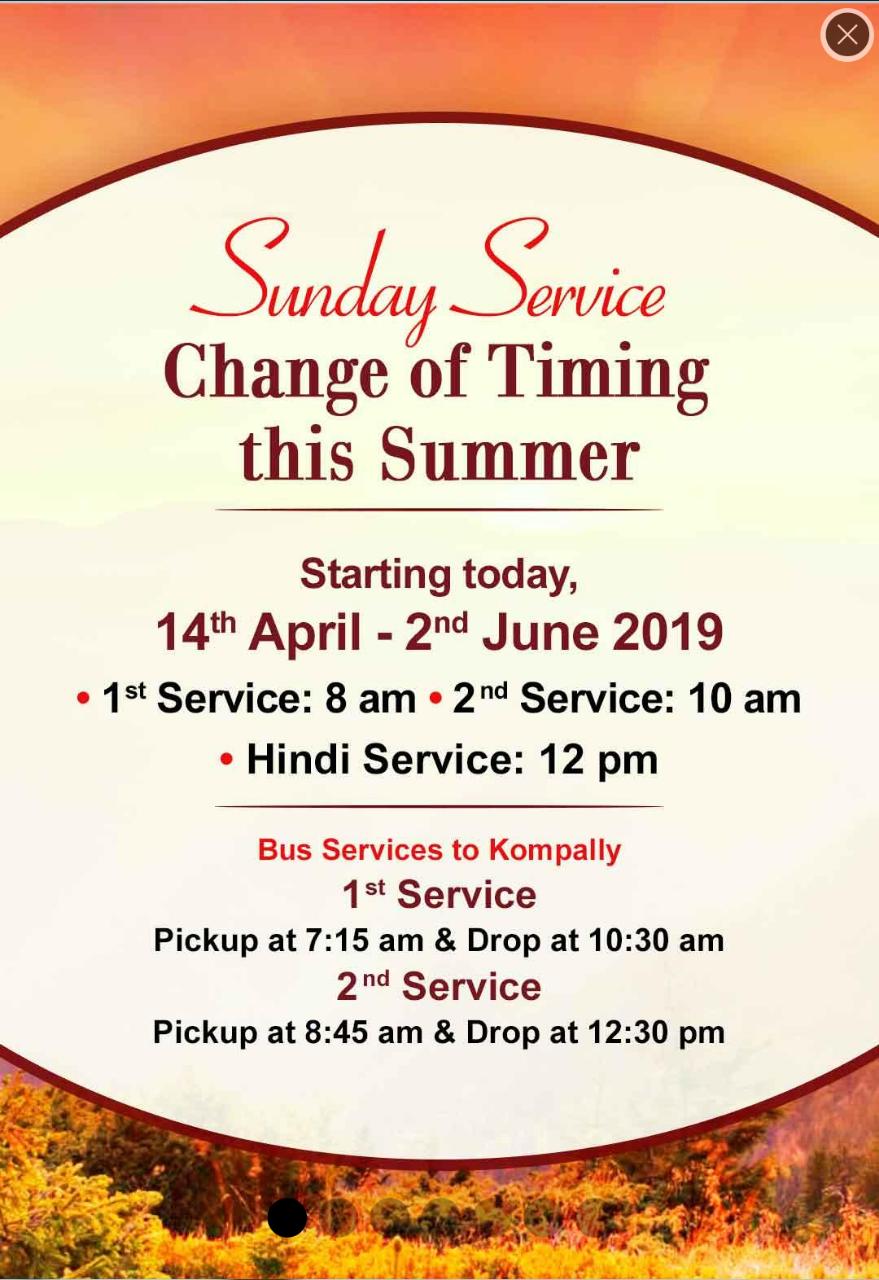 Sunday Service
Change of Timing
this Summer
Starting today,
14th April - 2nd June 2019
• 1st Service: 8 am • 2nd Service: 10 am
• Hindi Service: 12 pm
Bus Services to Kompally
1st Service
Pickup at 7:15 am & Drop at 10:30 am
2nd Service
Pickup at 8:45 am & Drop at 12:30 pm